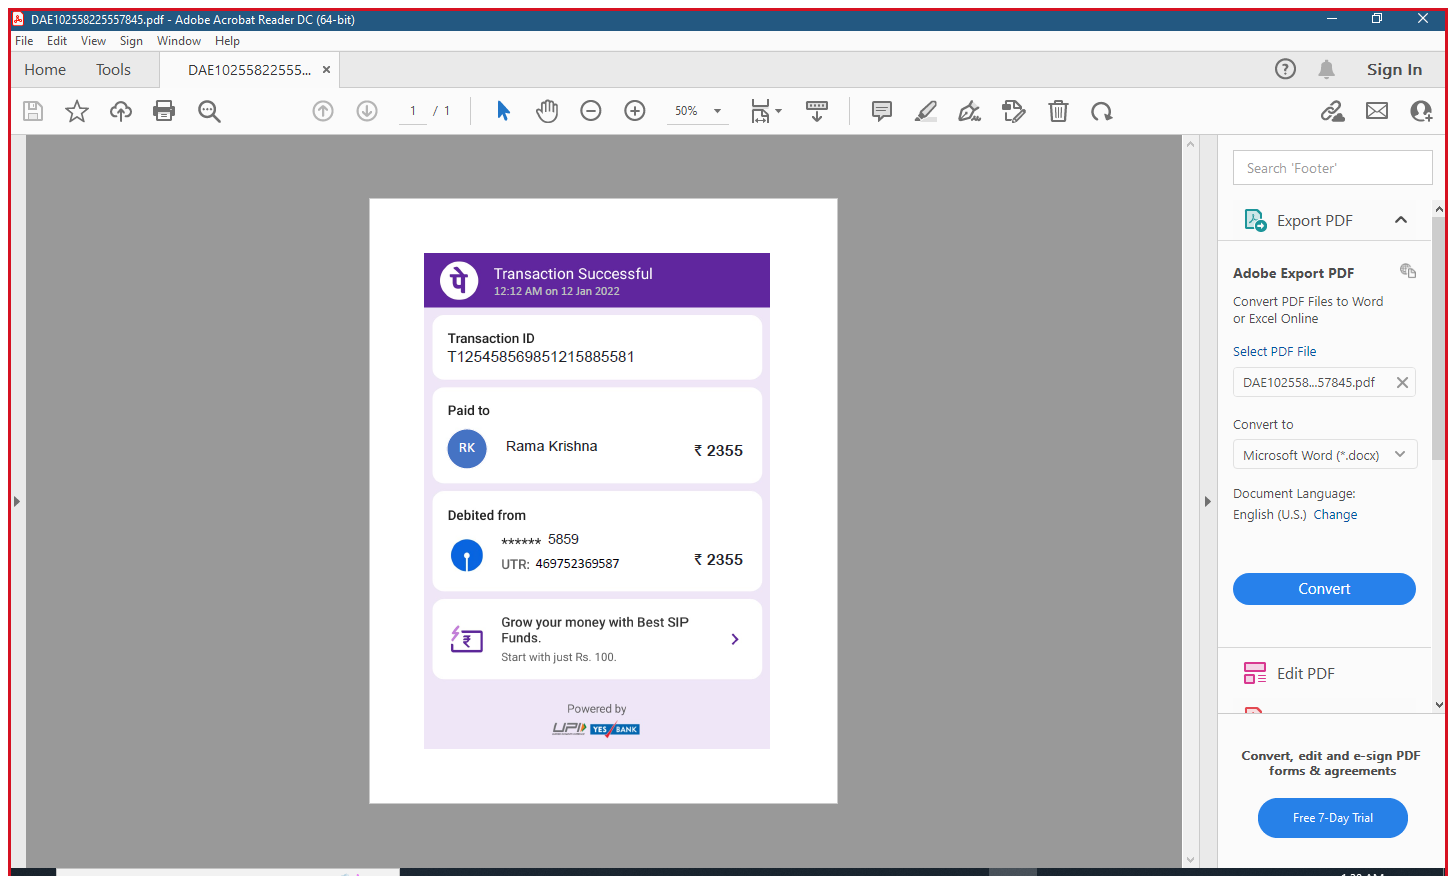 DAE102558225557845.pdf - Adobe Acrobat Reader DC (64-bit)
File Edit View Sign Window Help
Home Tools DAE10255822555... ×
Sign In
1 / 1
50%
Search 'Footer'
Export PDF
Adobe Export PDF
Convert PDF Files to Word
or Excel Online
Select PDF File
DAE102558...57845.pdf
Convert to
Microsoft Word (*.docx)
Document Language:
English (U.S.) Change
Convert
Edit PDF
Convert, edit and e-sign PDF
forms & agreements
Free 7-Day Trial
पे
Transaction Successful
12:12 AM on 12 Jan 2022
Transaction ID
T125458569851215885581
Paid to
RK Rama Krishna ₹ 2355
Debited from
****** 5859
UTR: 469752369587 ₹ 2355
Grow your money with Best SIP
Funds.
Start with just Rs. 100.
Powered by
UPI YES BANK